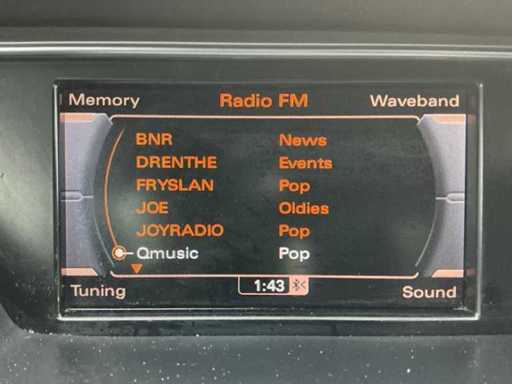 Memory Radio FM Waveband
BNR News
DRENTHE Events
FRYSLAN Pop
JOE Oldies
JOYRADIO Pop
Qmusic Pop
1:43
Tuning Sound